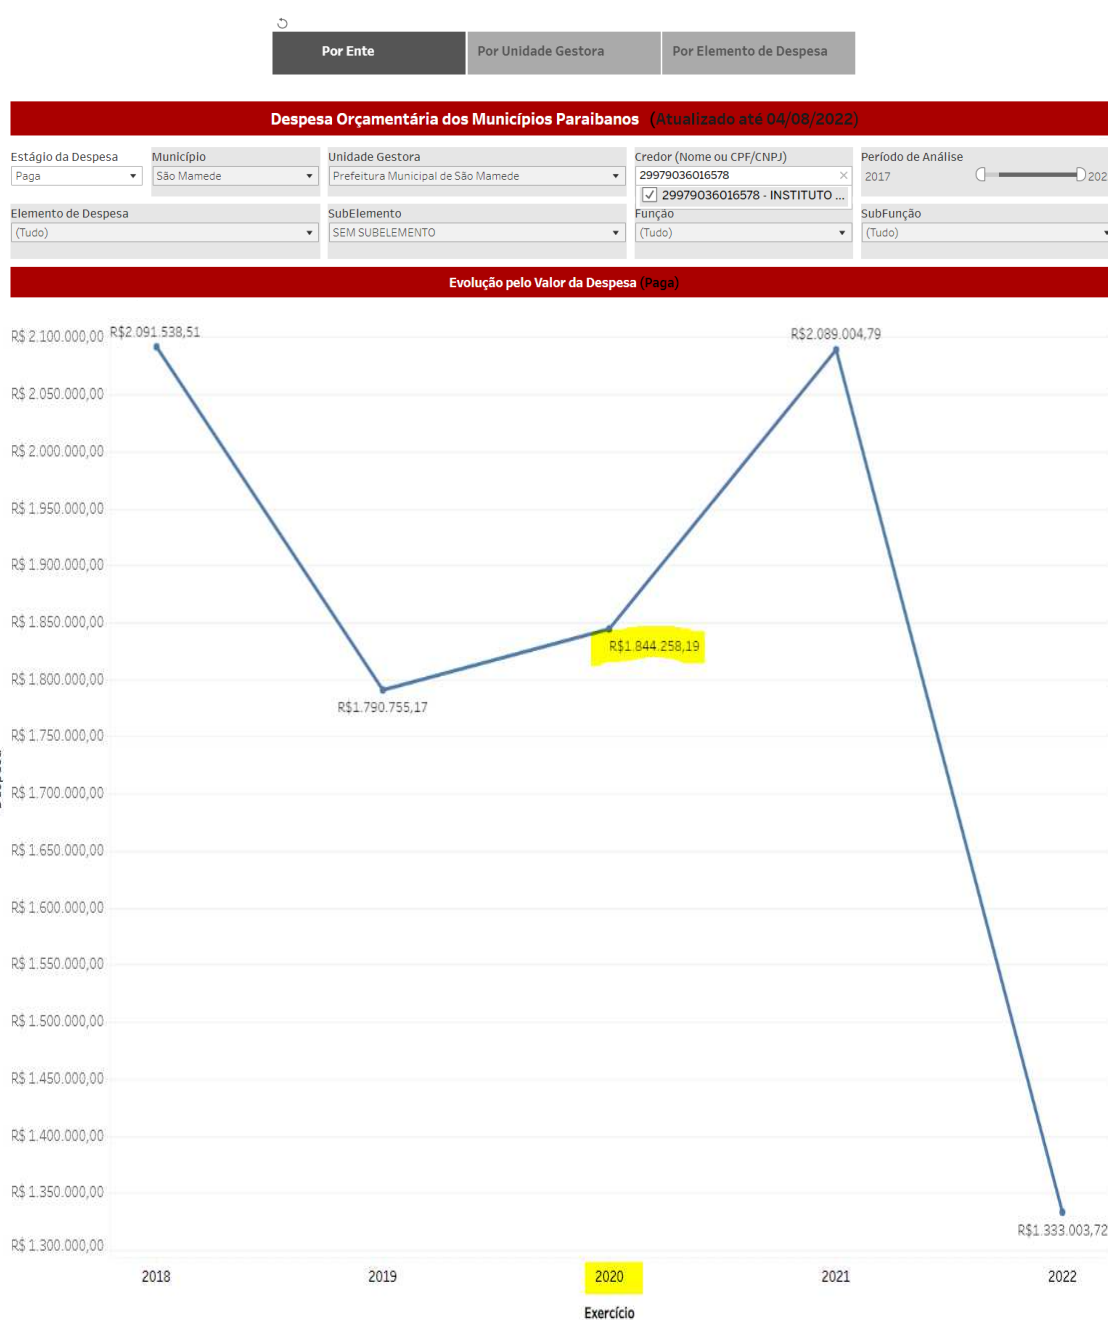 Por Ente Por Unidade Gestora Por Elemento de Despesa
Despesa Orçamentária dos Municípios Paraibanos (Atualizado até 04/08/2022)
Estágio da Despesa Município Unidade Gestora Credor (Nome ou CPF/CNPJ) Período de Análise
Paga São Mamede Prefeitura Municipal de São Mamede 29979036016578 2017 202
29979036016578 - INSTITUTO ...
Elemento de Despesa SubElemento Função SubFunção
(Tudo) SEM SUBELEMENTO (Tudo) (Tudo)
Evolução pelo Valor da Despesa (Paga)
R$2.091.538,51
R$2.089.004,79
R$ 2.100.000,00
R$ 2.050.000,00
R$ 2.000.000,00
R$ 1.950.000,00
R$ 1.900.000,00
R$ 1.850.000,00
R$1.844.258,19
R$ 1.800.000,00
R$1.790.755,17
R$ 1.750.000,00
R$ 1.700.000,00
R$ 1.650.000,00
R$ 1.600.000,00
R$ 1.550.000,00
R$ 1.500.000,00
R$ 1.450.000,00
R$ 1.400.000,00
R$ 1.350.000,00
R$1.333.003,72
R$ 1.300.000,00
2018 2019 2020 2021 2022
Exercício